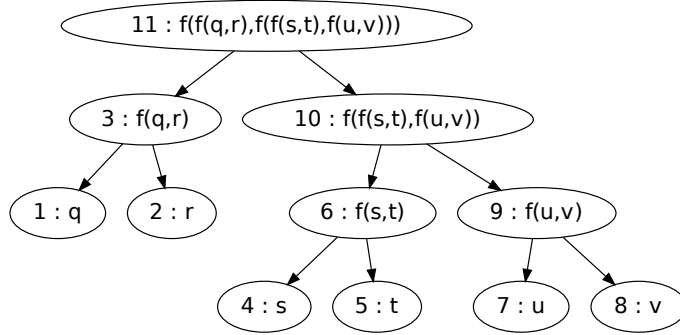 11 : f(f(q,r),f(f(s,t),f(u,v)))
3 : f(q,r)
10 : f(f(s,t),f(u,v))
1 : q
2 : r
6 : f(s,t)
9 : f(u,v)
4 : s
5 : t
7 : u
8 : v